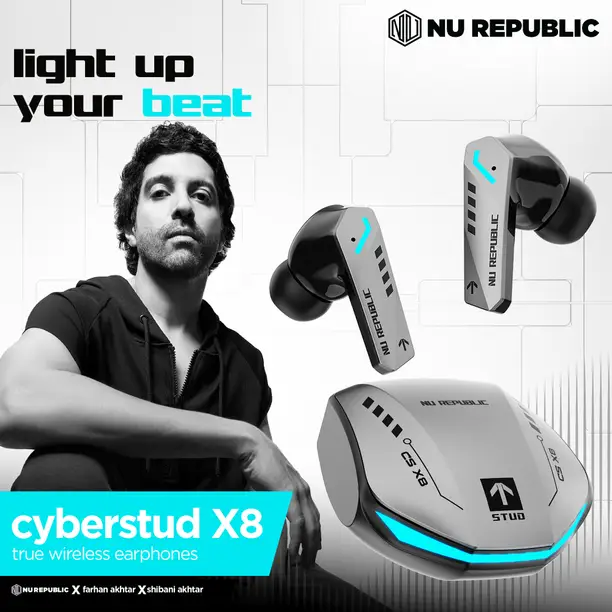 NU REPUBLIC
light up
your beat
NU REPUBLIC
NU REPUBLIC
NU REPUBLIC
CS X8
CS X8
STUD
cyberstud X8
true wireless earphones
NU REPUBLIC X farhan akhtar X shibani akhtar